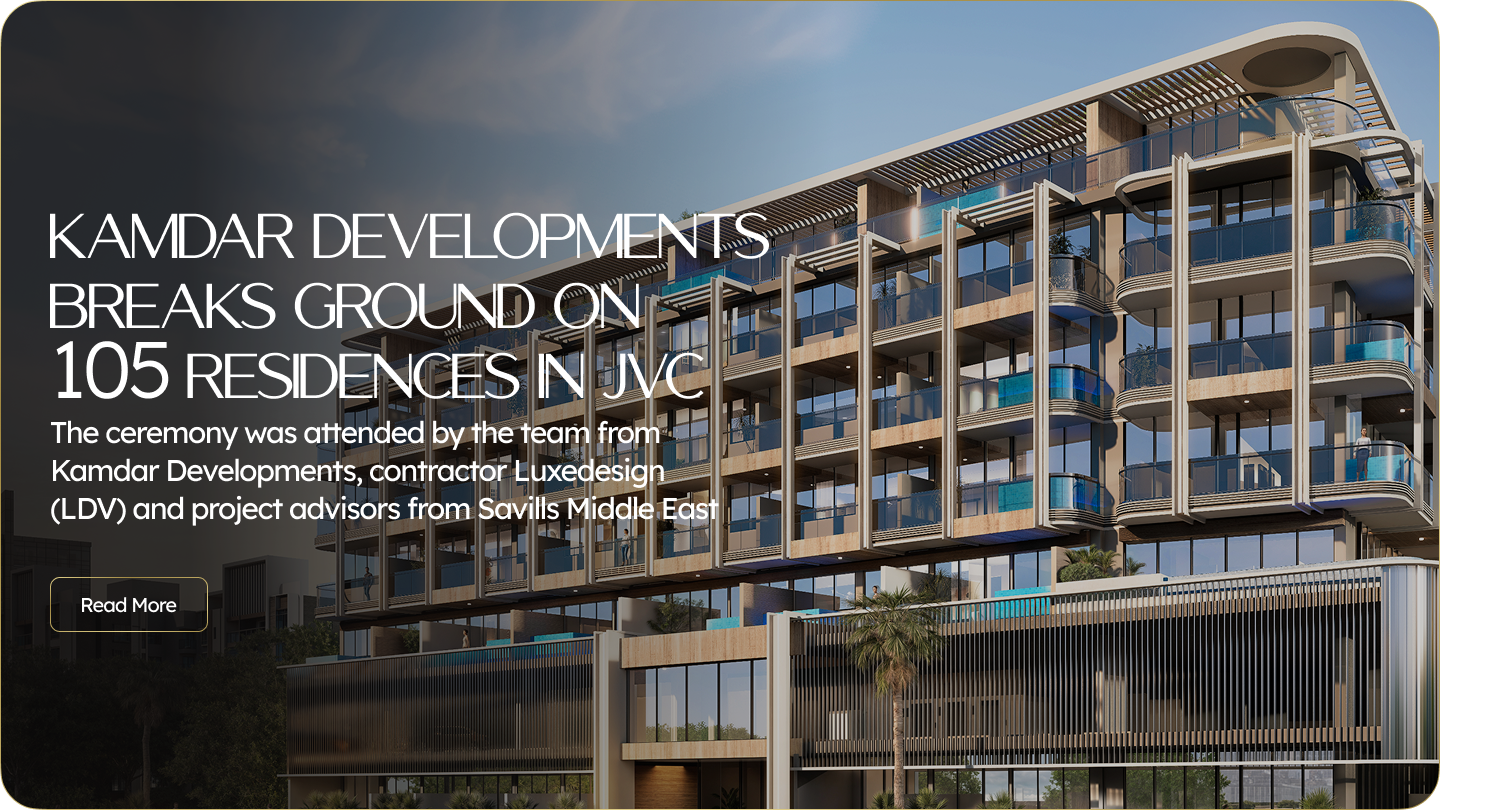 KAMDAR DEVELOPMENTS
BREAKS GROUND ON
105 RESIDENCES IN JVC
The ceremony was attended by the team from
Kamdar Developments, contractor Luxedesign
(LDV) and project advisors from Savills Middle East
Read More